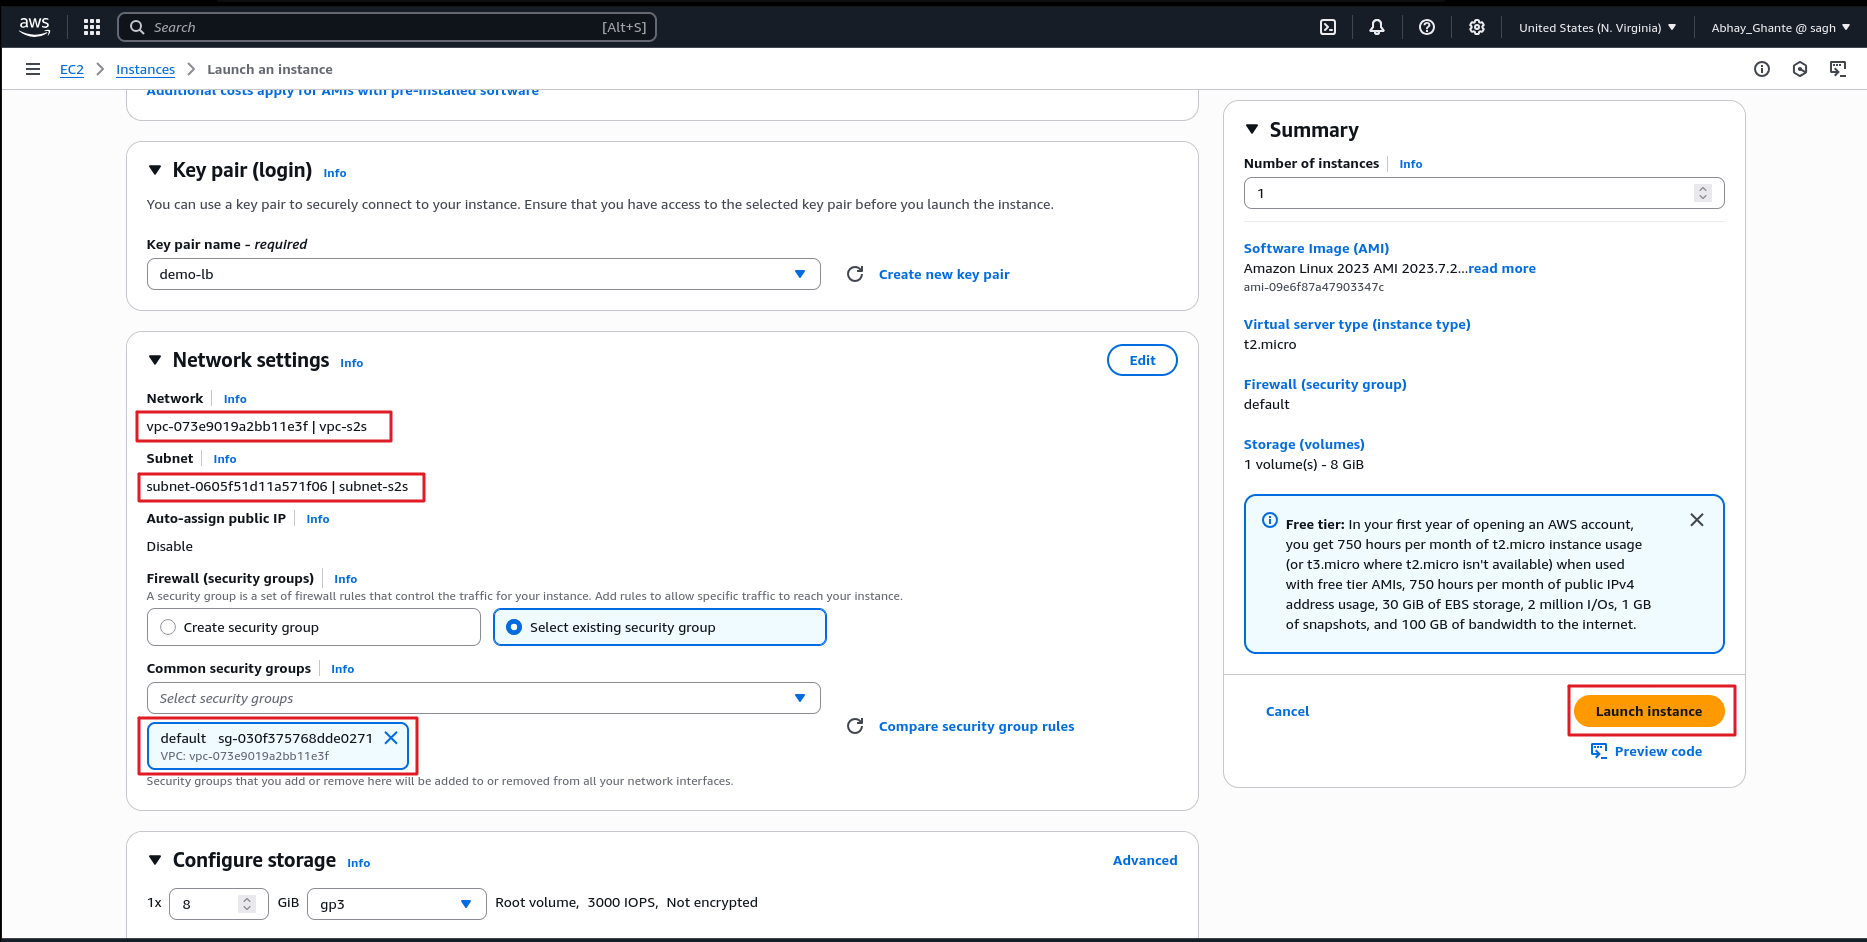 aws
Search [Alt+S]
United States (N. Virginia)
Abhay_Ghante @ sagh
EC2 Instances Launch an instance
Additional costs apply for AMIs with pre-installed software
Key pair (login) Info
You can use a key pair to securely connect to your instance. Ensure that you have access to the selected key pair before you launch the instance.
Key pair name - required
demo-lb
Create new key pair
Network settings Info
Edit
Network Info
vpc-073e9019a2bb11e3f | vpc-s2s
Subnet Info
subnet-0605f51d11a571f06 | subnet-s2s
Auto-assign public IP Info
Disable
Firewall (security groups) Info
A security group is a set of firewall rules that control the traffic for your instance. Add rules to allow specific traffic to reach your instance.
Create security group
Select existing security group
Common security groups Info
Select security groups
default sg-030f375768dde0271
VPC: vpc-073e9019a2bb11e3f
Compare security group rules
Security groups that you add or remove here will be added to or removed from all your network interfaces.
Configure storage Info
Advanced
1x 8 GiB gp3 Root volume, 3000 IOPS, Not encrypted
Summary
Number of instances Info
1
Software Image (AMI)
Amazon Linux 2023 AMI 2023.7.2...read more
ami-09e6f87a47903347c
Virtual server type (instance type)
t2.micro
Firewall (security group)
default
Storage (volumes)
1 volume(s) - 8 GiB
Free tier: In your first year of opening an AWS account,
you get 750 hours per month of t2.micro instance usage
(or t3.micro where t2.micro isn't available) when used
with free tier AMIs, 750 hours per month of public IPv4
address usage, 30 GiB of EBS storage, 2 million I/Os, 1 GB
of snapshots, and 100 GB of bandwidth to the internet.
Cancel
Launch instance
Preview code